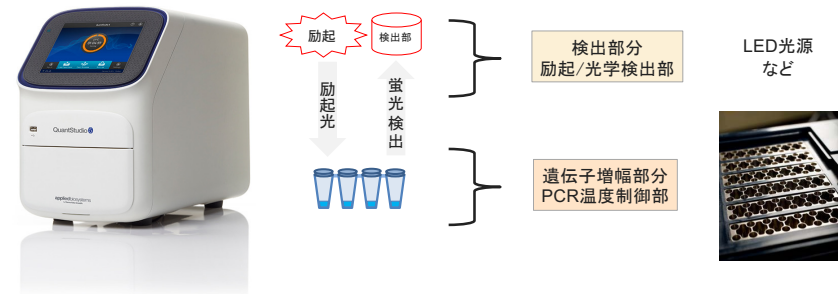 励起
検出部
励起光
蛍光検出
検出部分
励起/光学検出部
LED光源
など
QuantStudio 5
appliedbiosystems
遺伝子増幅部分
PCR温度制御部